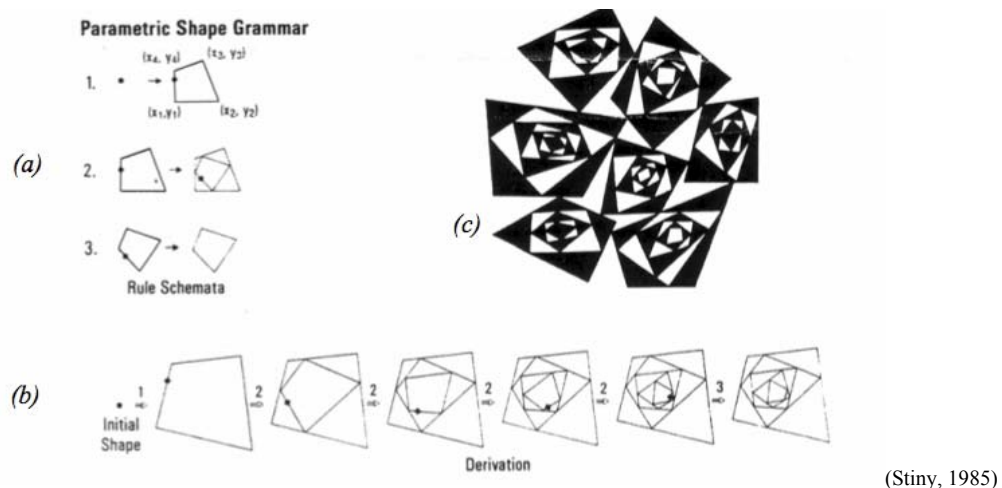 Parametric Shape Grammar
1.
(x4, y4)
(x3, y3)
(x1,y1)
(x2, y2)
(a)
2.
3.
Rule Schemata
(c)
(b)
1
2
2
2
2
3
Initial
Shape
Derivation
(Stiny, 1985)